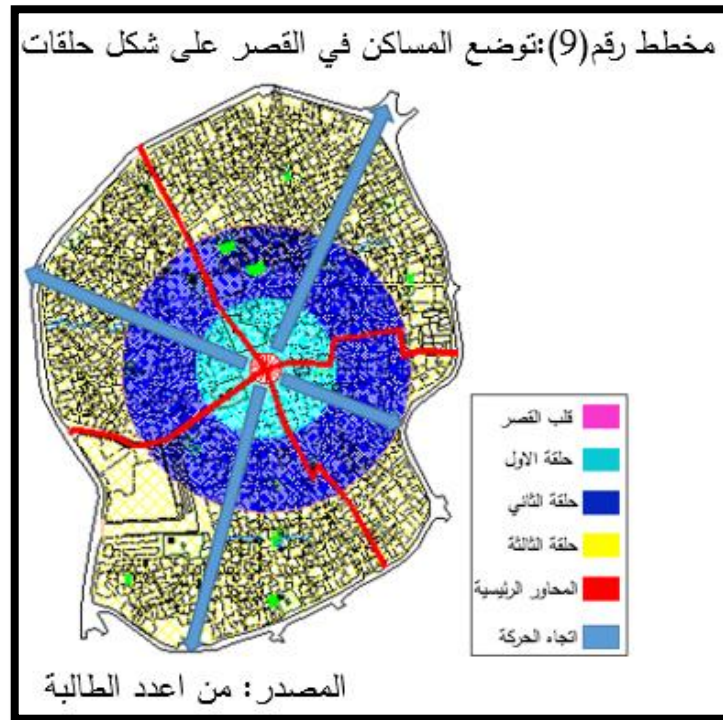 مخطط رقم(9):توضع المساكن في القصر على شكل حلقات
قلب القصر
حلقة الاول
حلقة الثاني
حلقة الثالثة
المحاور الرئيسية
اتجاه الحركة
المصدر: من اعدد الطالبة